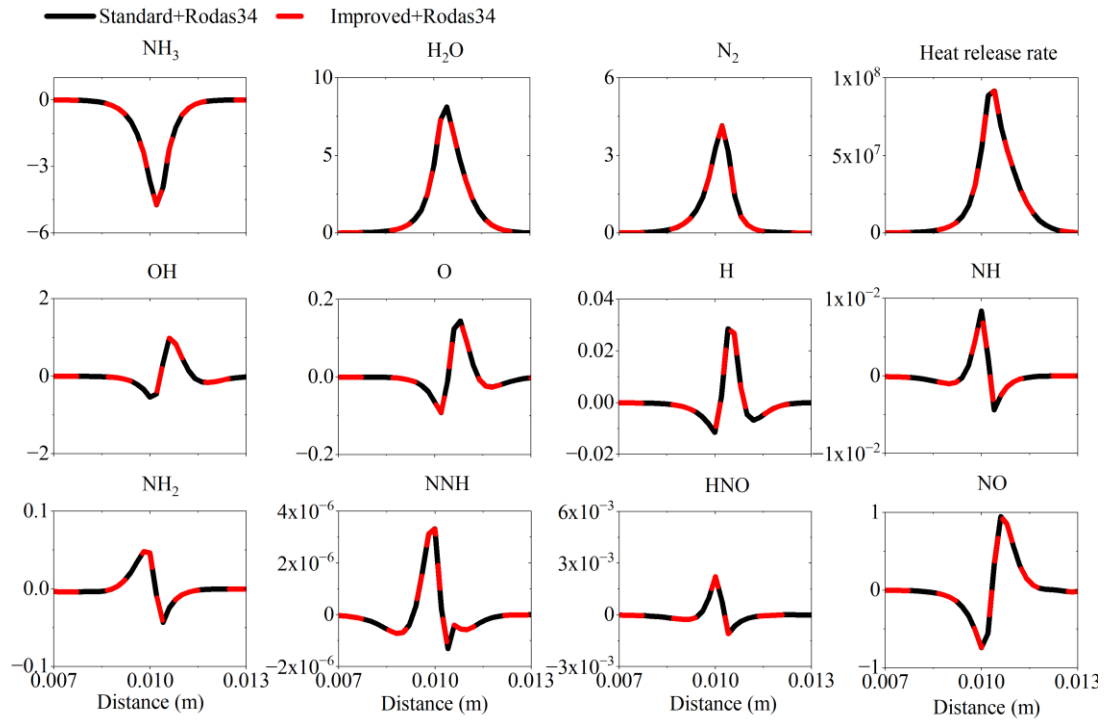 Standard+Rodas34 Improved+Rodas34
NH₃ H₂O N₂ Heat release rate
0 −3 −6
10 5 0
6 3 0
1x10⁸ 5x10⁷ 0
0.007 0.010 0.013
OH O H NH
2 0 −2
0.2 0.0 −0.2
0.04 0.02 0.00 −0.02
1x10⁻² 0 −1x10⁻²
NH₂ NNH HNO NO
0.1 0.0 −0.1
4x10⁻⁶ 2x10⁻⁶ 0 −2x10⁻⁶
6x10⁻³ 3x10⁻³ 0 −3x10⁻³
1 0 −1
0.007 0.010 0.013 0.007 0.010 0.013 0.007 0.010 0.013
Distance (m) Distance (m) Distance (m) Distance (m)